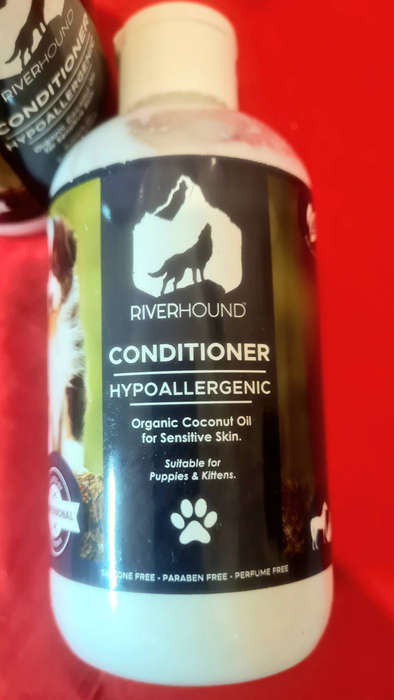 RIVERHOUND
CONDITIONER
HYPOALLERGENIC
RIVERHOUND
CONDITIONER
HYPOALLERGENIC
Organic Coconut Oil
for Sensitive Skin.
Suitable for
Puppies & Kittens.
FREE - PARABEN FREE - PERFUME FREE